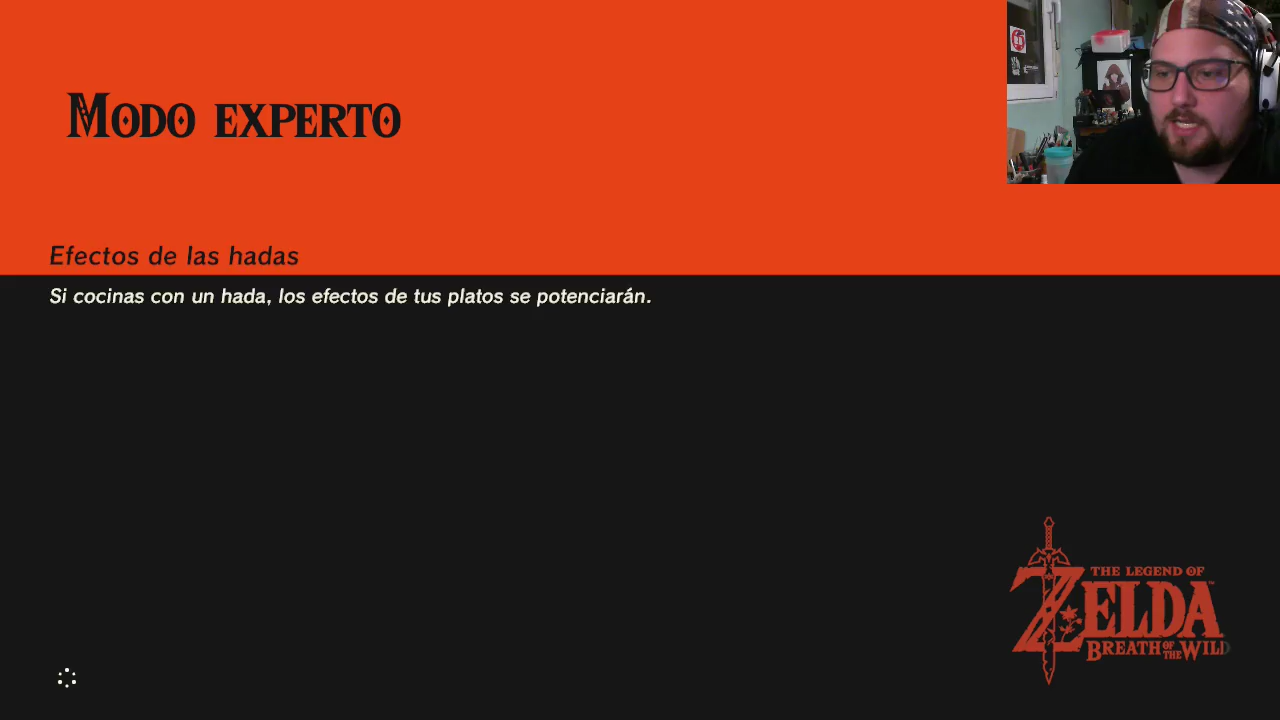 Modo experto
Efectos de las hadas
Si cocinas con un hada, los efectos de tus platos se potenciarán.
THE LEGEND OF
ZELDA
BREATH OF THE WILD